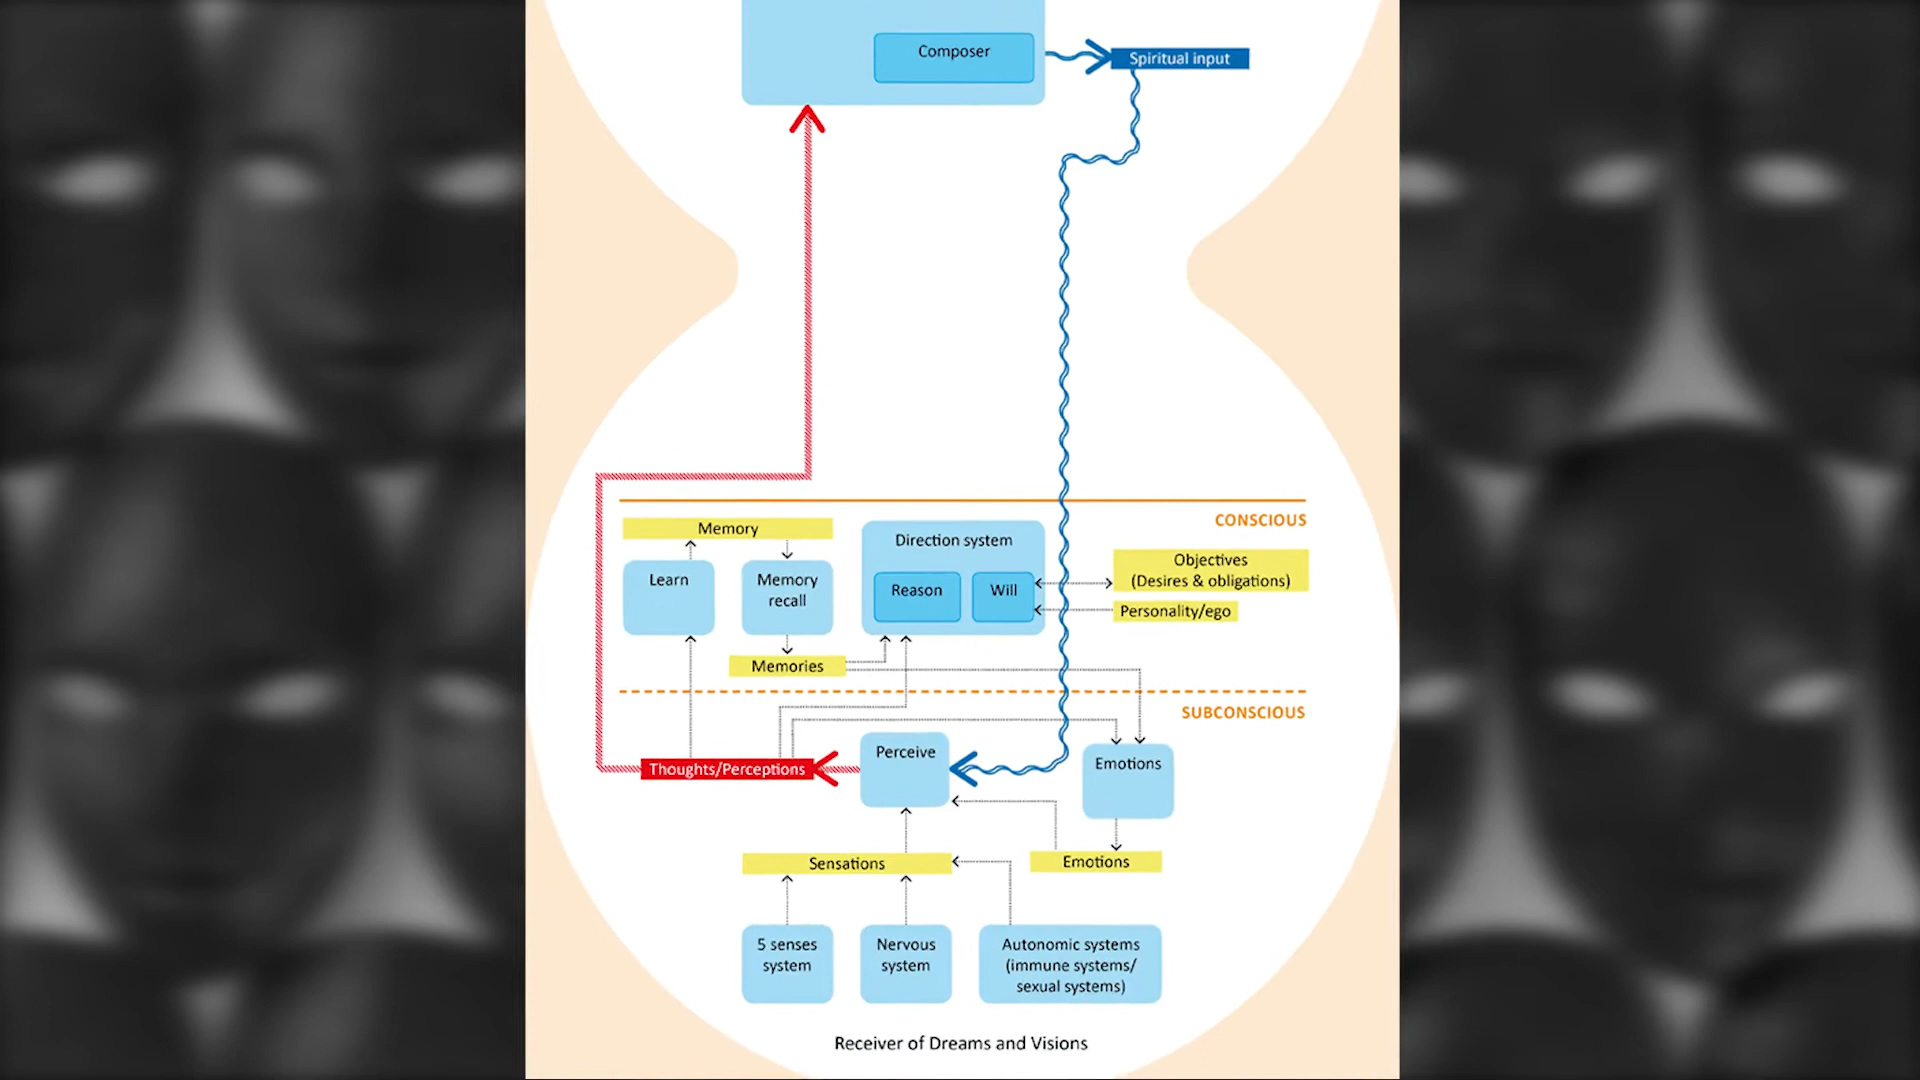 Composer
Spiritual input
CONSCIOUS
Memory
Direction system
Objectives
(Desires & obligations)
Learn
Memory
recall
Reason
Will
Personality/ego
Memories
SUBCONSCIOUS
Thoughts/Perceptions
Perceive
Emotions
Sensations
Emotions
5 senses
system
Nervous
system
Autonomic systems
(immune systems/
sexual systems)
Receiver of Dreams and Visions